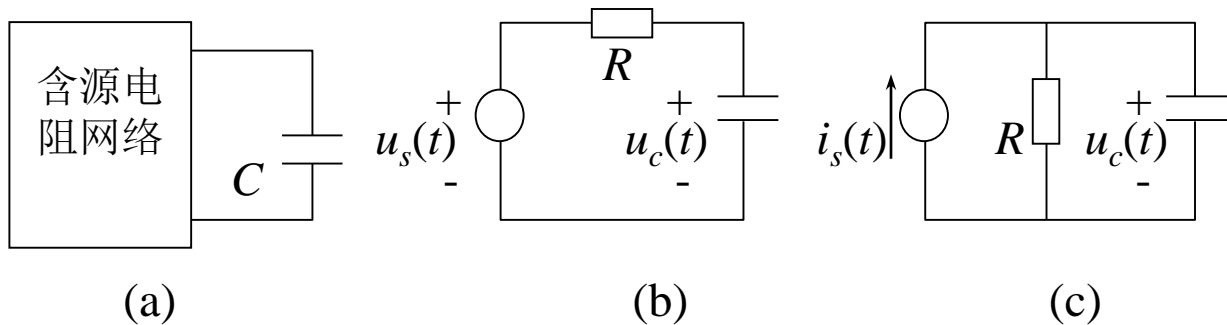 含源电
阻网络
C
(a)
R
+
u_s(t)
-
+
u_c(t)
-
(b)
i_s(t)
R
+
u_c(t)
-
(c)